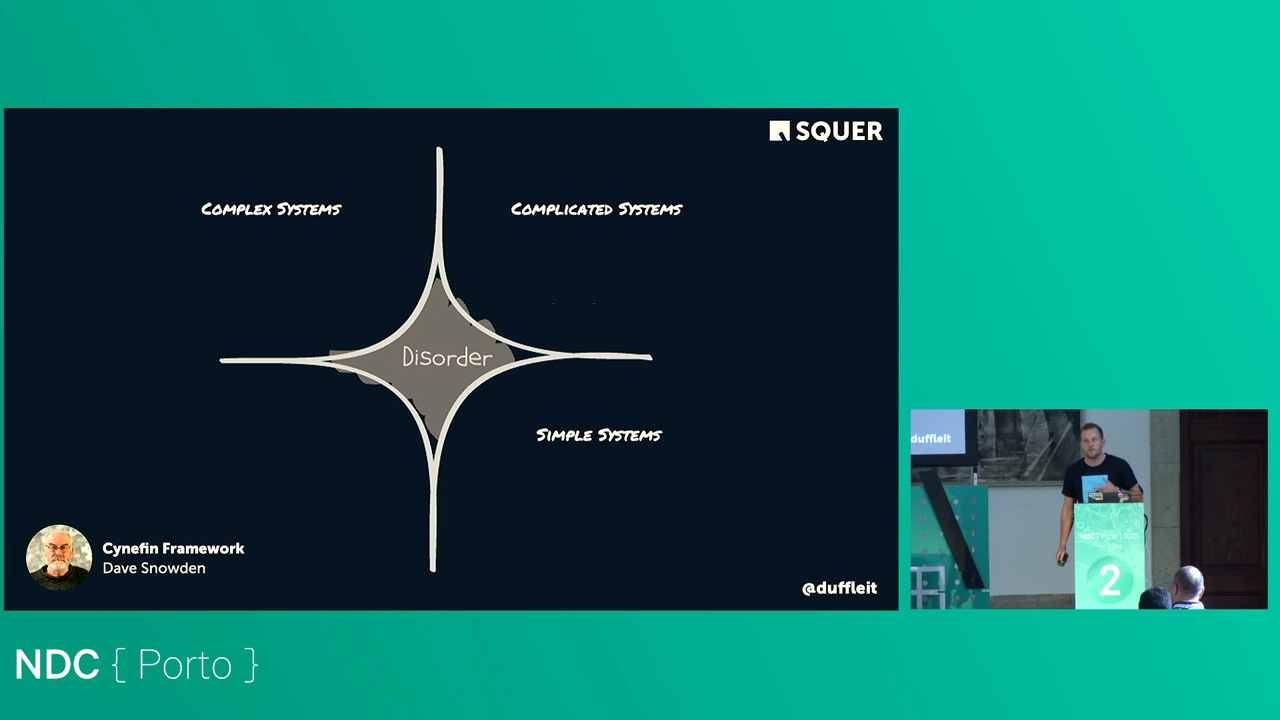 SQUER
COMPLEX SYSTEMS
COMPLICATED SYSTEMS
Disorder
SIMPLE SYSTEMS
Cynefin Framework
Dave Snowden
@duffleit
duffleit
2
NDC { Porto }